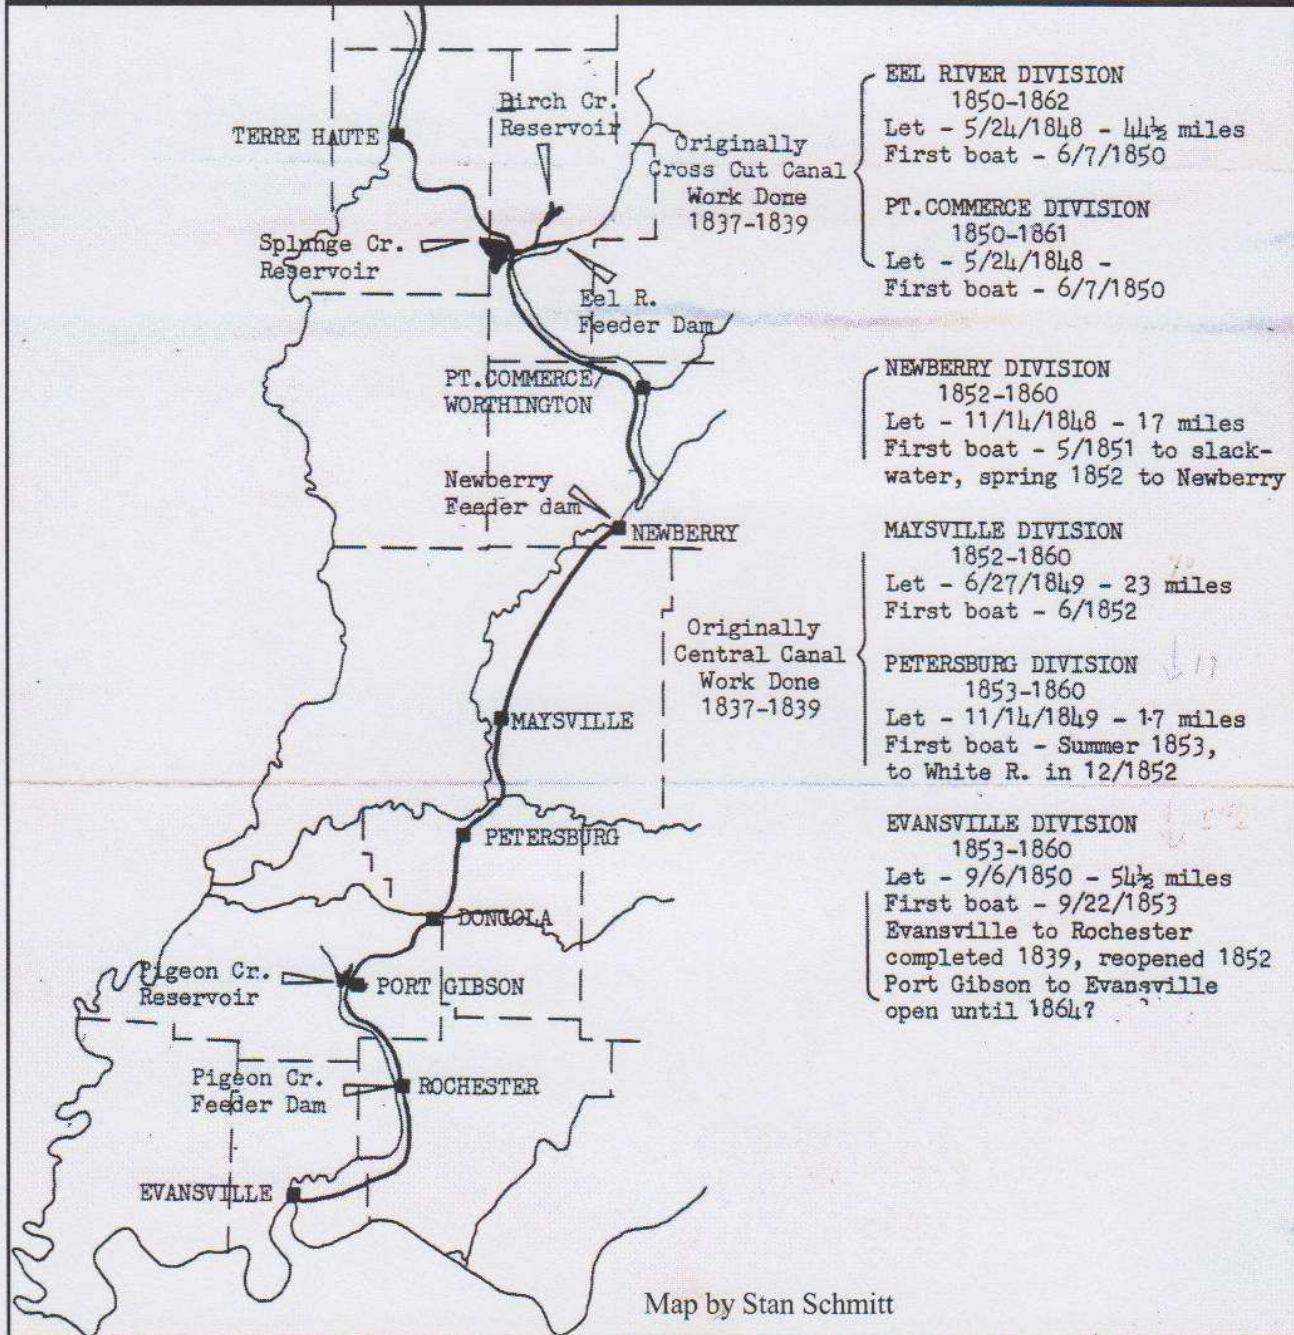 TERRE HAUTE
Birch Cr.
Reservoir
Splunge Cr.
Reservoir
Eel R.
Feeder Dam
PT.COMMERCE/
WORTHINGTON
Newberry
Feeder dam
NEWBERRY
MAYSVILLE
PETERSBURG
DONGOLA
Pigeon Cr.
Reservoir
PORT GIBSON
Pigeon Cr.
Feeder Dam
ROCHESTER
EVANSVILLE
Originally
Cross Cut Canal
Work Done
1837-1839
EEL RIVER DIVISION
1850-1862
Let - 5/24/1848 - 44½ miles
First boat - 6/7/1850
PT.COMMERCE DIVISION
1850-1861
Let - 5/24/1848 -
First boat - 6/7/1850
NEWBERRY DIVISION
1852-1860
Let - 11/14/1848 - 17 miles
First boat - 5/1851 to slack-
water, spring 1852 to Newberry
Originally
Central Canal
Work Done
1837-1839
MAYSVILLE DIVISION
1852-1860
Let - 6/27/1849 - 23 miles
First boat - 6/1852
PETERSBURG DIVISION
1853-1860
Let - 11/14/1849 - 17 miles
First boat - Summer 1853,
to White R. in 12/1852
EVANSVILLE DIVISION
1853-1860
Let - 9/6/1850 - 54½ miles
First boat - 9/22/1853
Evansville to Rochester
completed 1839, reopened 1852
Port Gibson to Evansville
open until 1864?
Map by Stan Schmitt